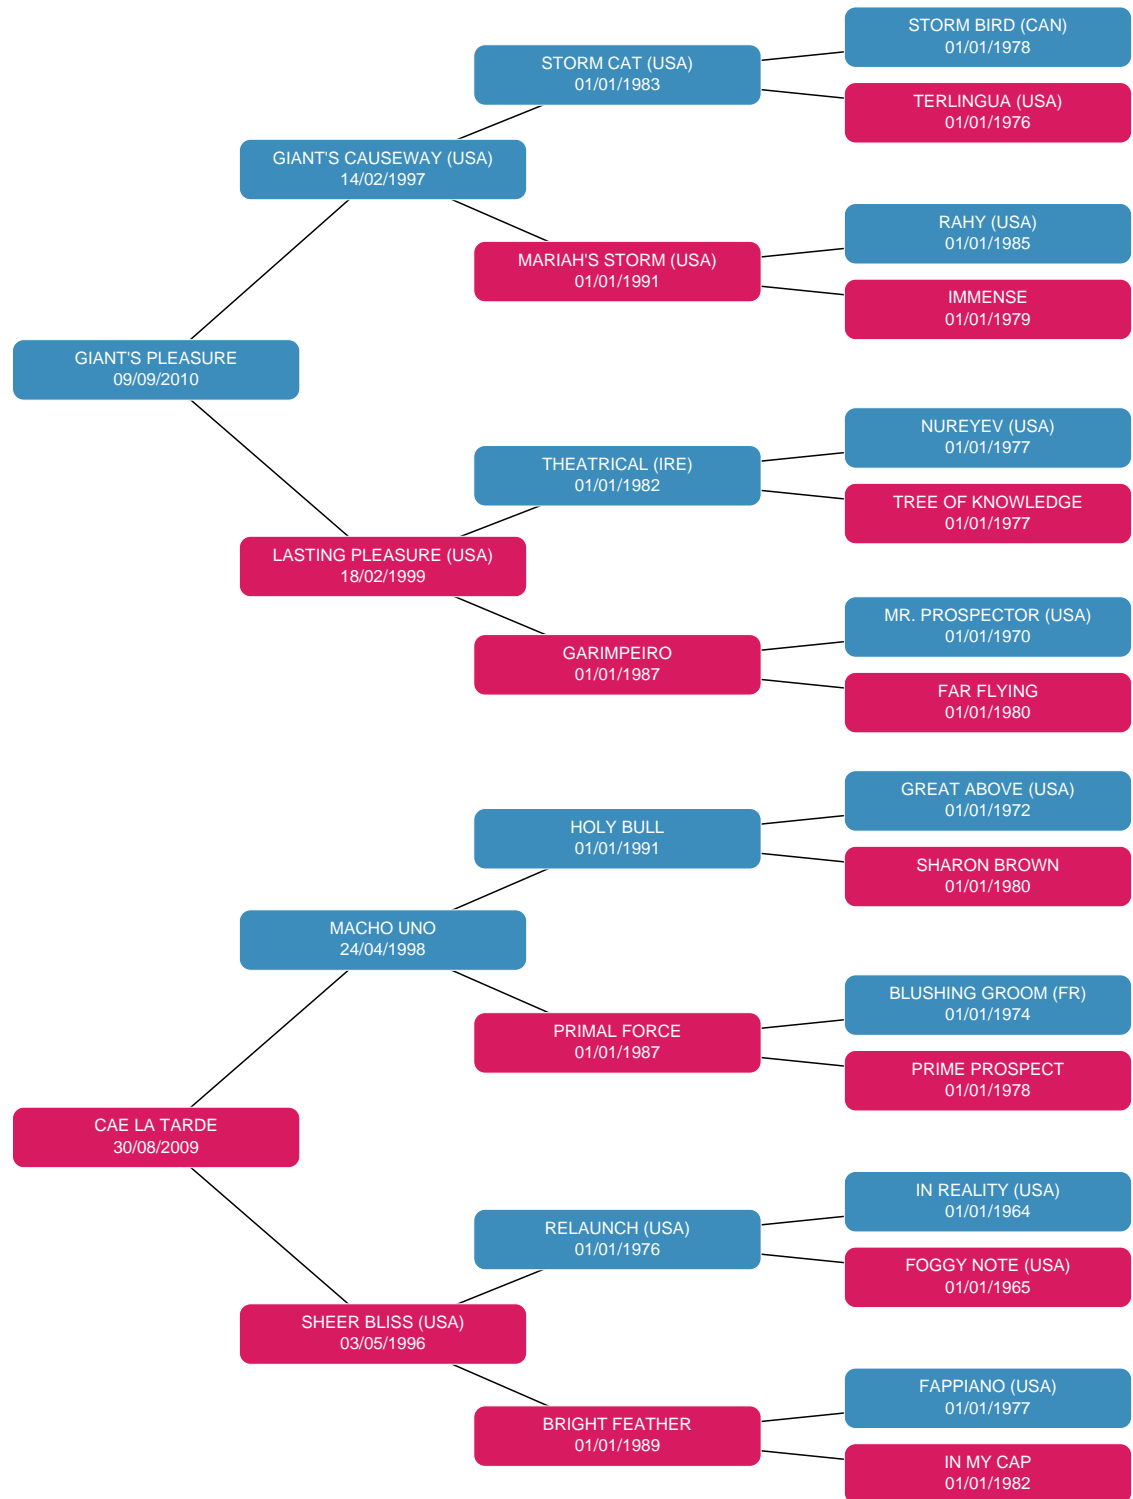 STORM BIRD (CAN)
01/01/1978
STORM CAT (USA)
01/01/1983
TERLINGUA (USA)
01/01/1976
GIANT'S CAUSEWAY (USA)
14/02/1997
RAHY (USA)
01/01/1985
MARIAH'S STORM (USA)
01/01/1991
IMMENSE
01/01/1979
GIANT'S PLEASURE
09/09/2010
NUREYEV (USA)
01/01/1977
THEATRICAL (IRE)
01/01/1982
TREE OF KNOWLEDGE
01/01/1977
LASTING PLEASURE (USA)
18/02/1999
MR. PROSPECTOR (USA)
01/01/1970
GARIMPEIRO
01/01/1987
FAR FLYING
01/01/1980
GREAT ABOVE (USA)
01/01/1972
HOLY BULL
01/01/1991
SHARON BROWN
01/01/1980
MACHO UNO
24/04/1998
BLUSHING GROOM (FR)
01/01/1974
PRIMAL FORCE
01/01/1987
PRIME PROSPECT
01/01/1978
CAE LA TARDE
30/08/2009
IN REALITY (USA)
01/01/1964
RELAUNCH (USA)
01/01/1976
FOGGY NOTE (USA)
01/01/1965
SHEER BLISS (USA)
03/05/1996
FAPPIANO (USA)
01/01/1977
BRIGHT FEATHER
01/01/1989
IN MY CAP
01/01/1982